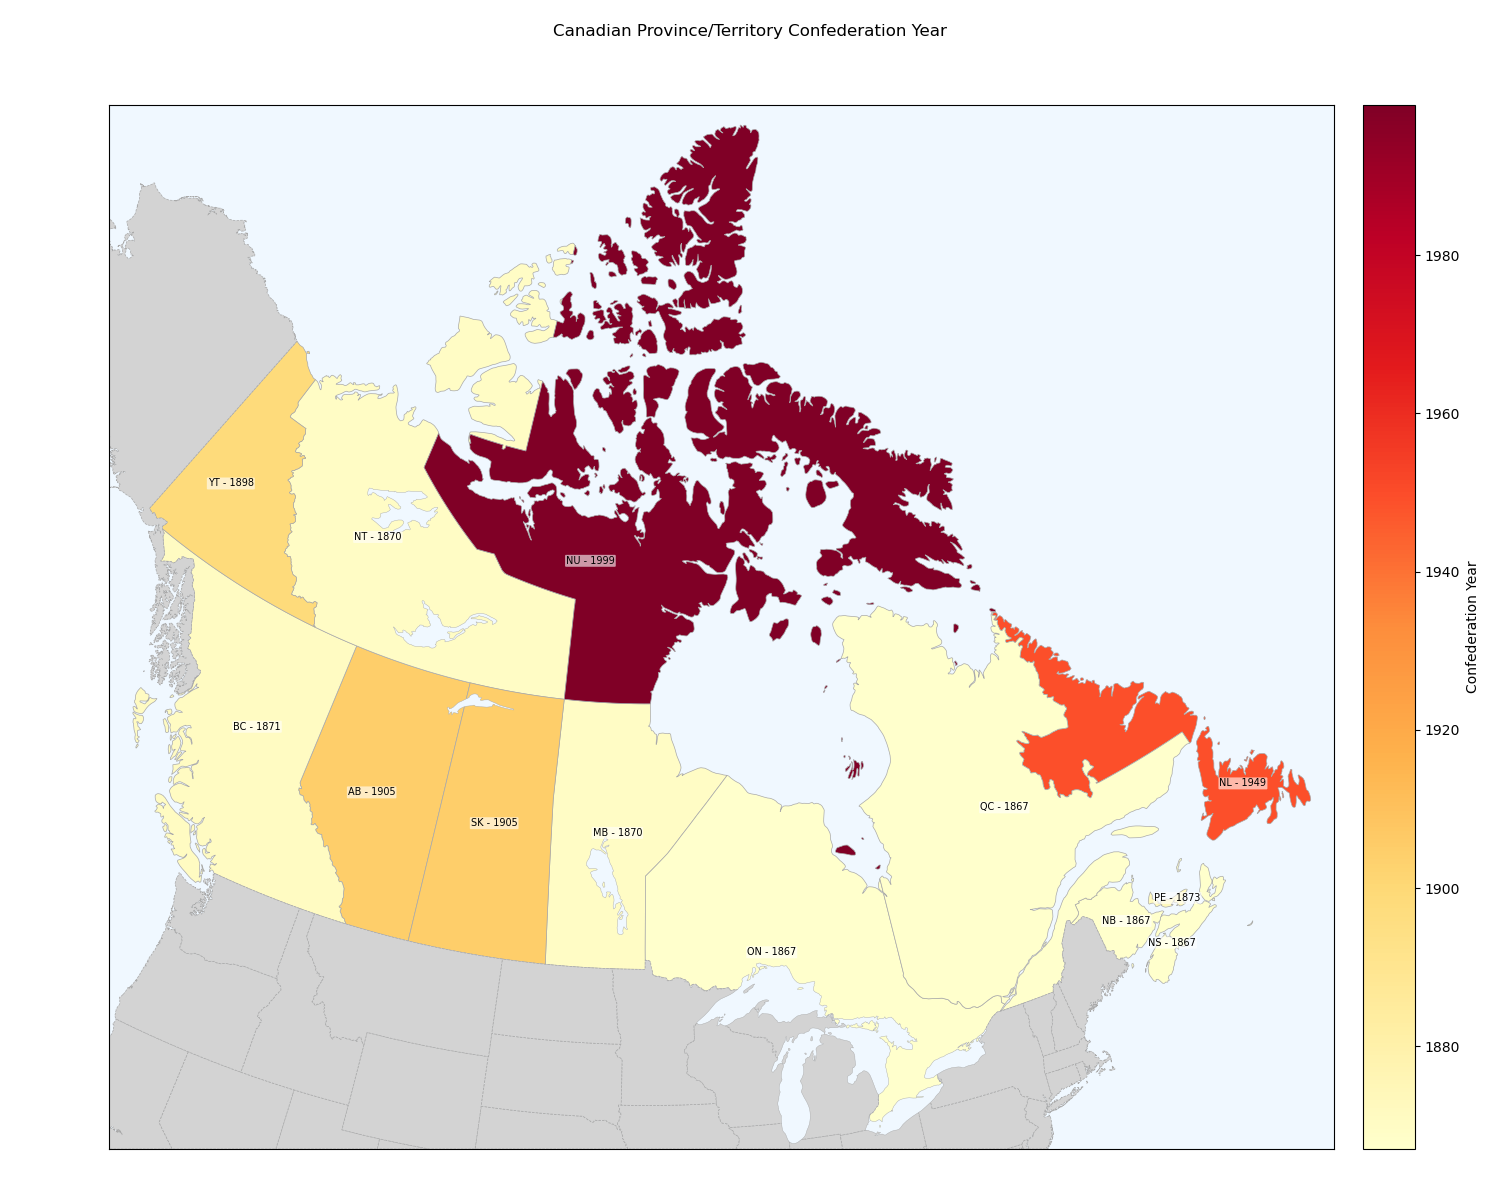 Canadian Province/Territory Confederation Year
YT - 1898
NT - 1870
NU - 1999
BC - 1871
AB - 1905
SK - 1905
MB - 1870
ON - 1867
QC - 1867
NL - 1949
PE - 1873
NB - 1867
NS - 1867
1980
1960
1940
1920
1900
1880
Confederation Year